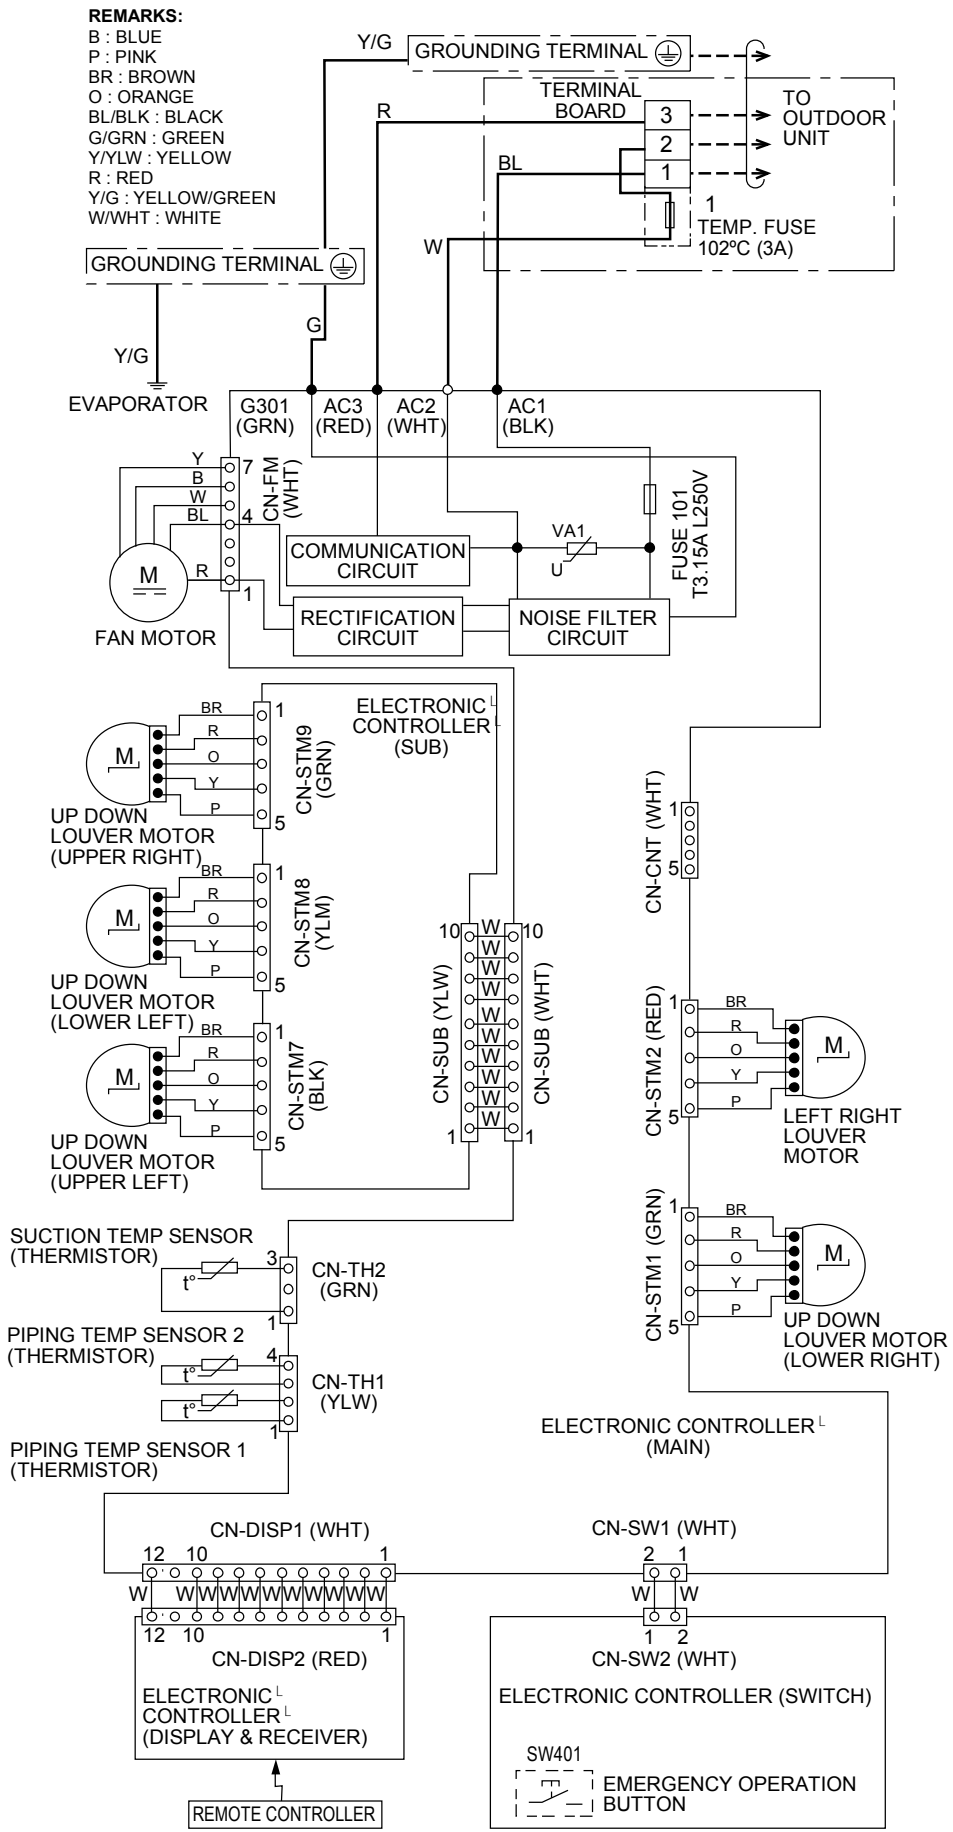 REMARKS:
B : BLUE
P : PINK
BR : BROWN
O : ORANGE
BL/BLK : BLACK
G/GRN : GREEN
Y/YLW : YELLOW
R : RED
Y/G : YELLOW/GREEN
W/WHT : WHITE
Y/G
GROUNDING TERMINAL
TERMINAL
BOARD
3
2
1
TO
OUTDOOR
UNIT
R
BL
W
1
TEMP. FUSE
102ºC (3A)
GROUNDING TERMINAL
G
Y/G
EVAPORATOR
G301
(GRN)
AC3
(RED)
AC2
(WHT)
AC1
(BLK)
Y
B
W
BL
R
7
4
1
CN-FM
(WHT)
M
FAN MOTOR
COMMUNICATION
CIRCUIT
RECTIFICATION
CIRCUIT
NOISE FILTER
CIRCUIT
VA1
U
FUSE 101
T3.15A L250V
ELECTRONIC└
CONTROLLER└
(SUB)
BR
R
O
Y
P
1
5
M
CN-STM9
(GRN)
UP DOWN
LOUVER MOTOR
(UPPER RIGHT)
BR
R
O
Y
P
1
5
M
CN-STM8
(YLM)
UP DOWN
LOUVER MOTOR
(LOWER LEFT)
BR
R
O
Y
P
1
5
M
CN-STM7
(BLK)
UP DOWN
LOUVER MOTOR
(UPPER LEFT)
10
W
10
W
W
W
W
W
W
W
W
W
1
1
CN-SUB (YLW)
CN-SUB (WHT)
1
5
CN-CNT (WHT)
1
5
CN-STM2 (RED)
BR
R
O
Y
P
M
LEFT RIGHT
LOUVER
MOTOR
1
5
CN-STM1 (GRN)
BR
R
O
Y
P
M
UP DOWN
LOUVER MOTOR
(LOWER RIGHT)
SUCTION TEMP SENSOR
(THERMISTOR)
t°
3
1
CN-TH2
(GRN)
PIPING TEMP SENSOR 2
(THERMISTOR)
t°
t°
4
1
CN-TH1
(YLW)
PIPING TEMP SENSOR 1
(THERMISTOR)
ELECTRONIC CONTROLLER└
(MAIN)
CN-DISP1 (WHT)
12 10 1
W W W W W W W W W W W
12 10 1
CN-DISP2 (RED)
ELECTRONIC└
CONTROLLER└
(DISPLAY & RECEIVER)
REMOTE CONTROLLER
CN-SW1 (WHT)
2 1
W W
1 2
CN-SW2 (WHT)
ELECTRONIC CONTROLLER (SWITCH)
SW401
EMERGENCY OPERATION
BUTTON